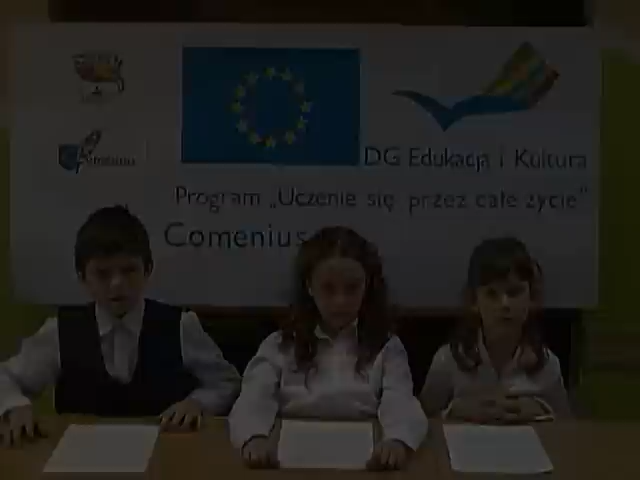 DG Edukacja i Kultura
Program „Uczenie się przez całe życie”
Comenius